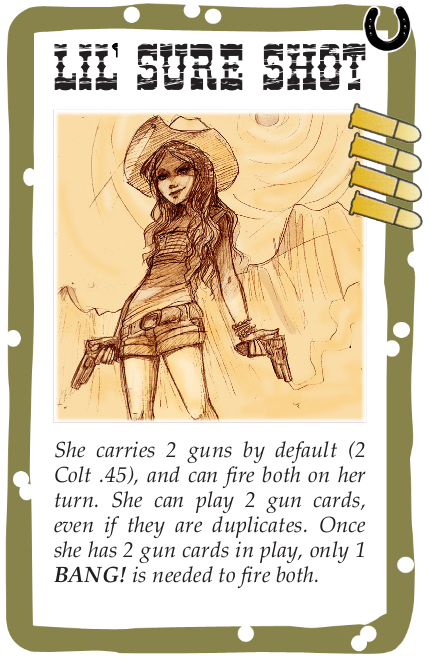 LIL' SURE SHOT
She carries 2 guns by default (2
Colt .45), and can fire both on her
turn. She can play 2 gun cards,
even if they are duplicates. Once
she has 2 gun cards in play, only 1
BANG! is needed to fire both.